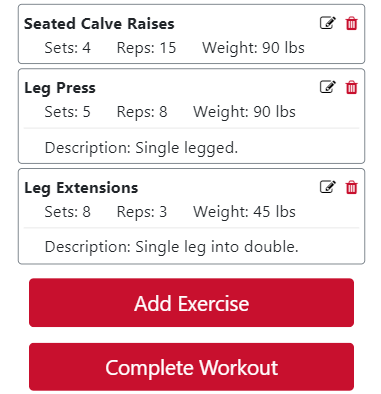 Seated Calve Raises
Sets: 4 Reps: 15 Weight: 90 lbs
Leg Press
Sets: 5 Reps: 8 Weight: 90 lbs
Description: Single legged.
Leg Extensions
Sets: 8 Reps: 3 Weight: 45 lbs
Description: Single leg into double.
Add Exercise
Complete Workout